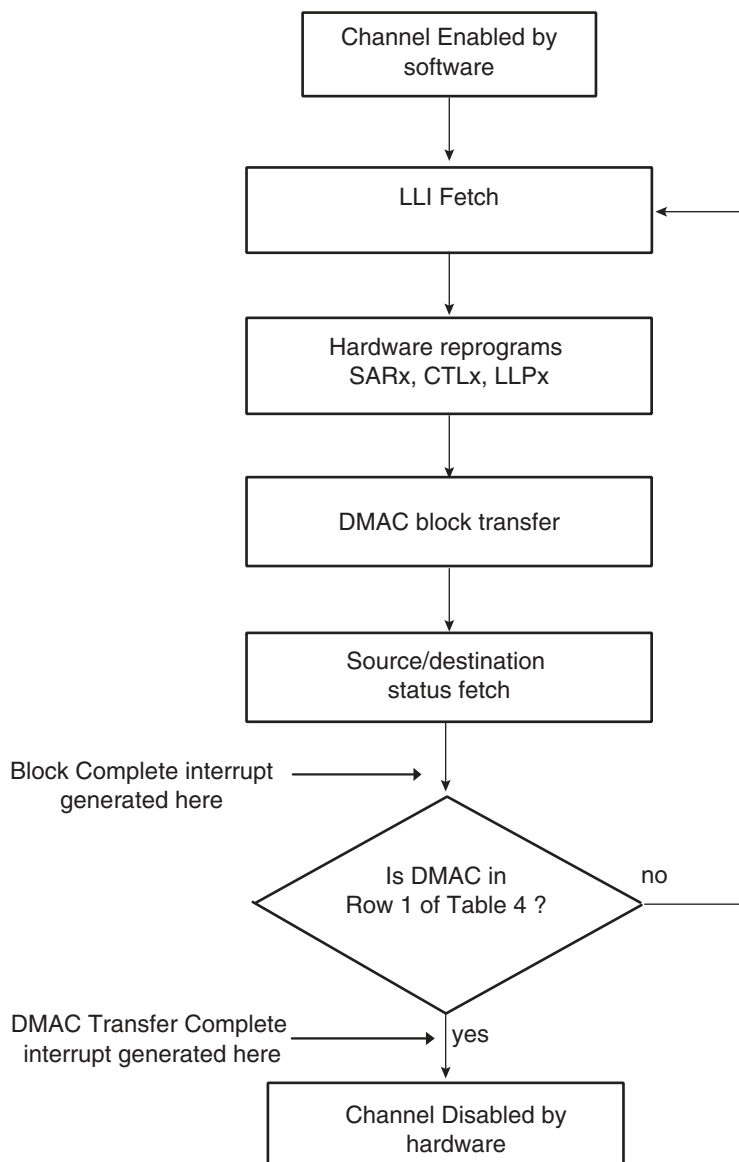 Channel Enabled by
software
LLI Fetch
Hardware reprograms
SARx, CTLx, LLPx
DMAC block transfer
Source/destination
status fetch
Block Complete interrupt
generated here
Is DMAC in
Row 1 of Table 4 ?
no
DMAC Transfer Complete
interrupt generated here
yes
Channel Disabled by
hardware